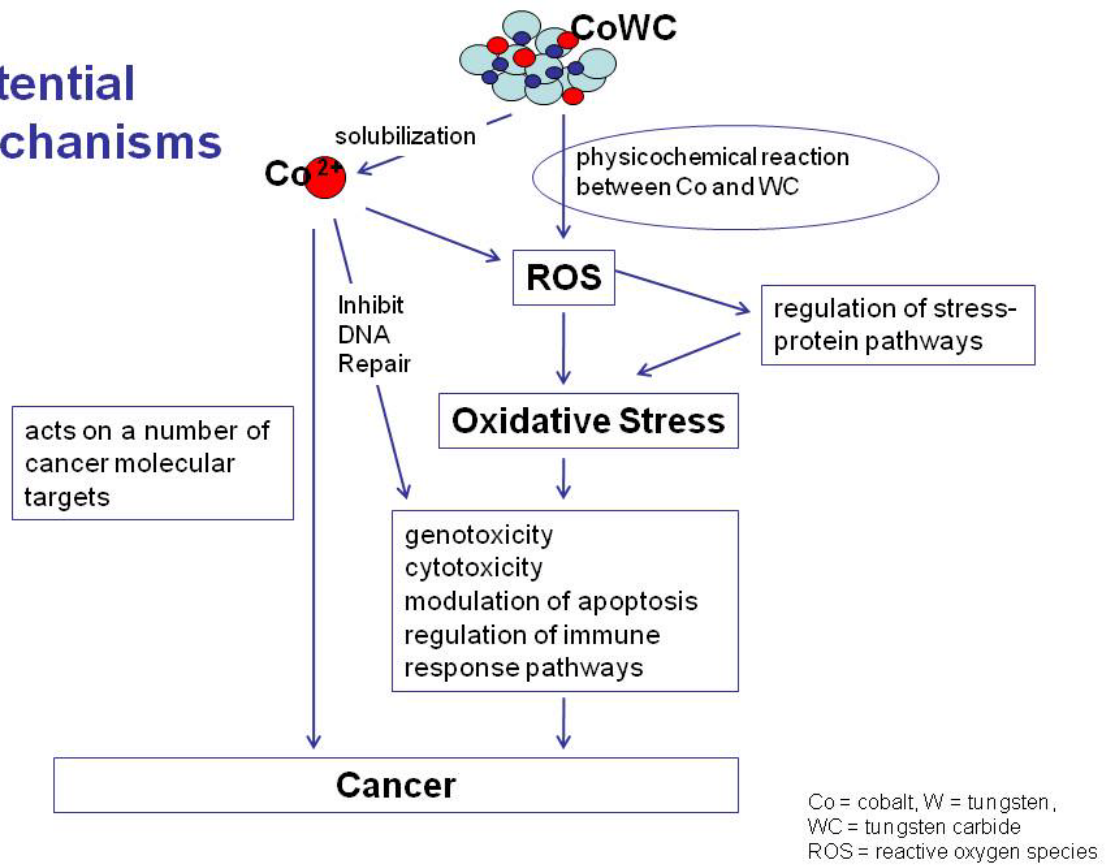 CoWC
tential
chanisms
solubilization
Co 2+
physicochemical reaction
between Co and WC
ROS
Inhibit
DNA
Repair
regulation of stress-
protein pathways
Oxidative Stress
acts on a number of
cancer molecular
targets
genotoxicity
cytotoxicity
modulation of apoptosis
regulation of immune
response pathways
Cancer
Co = cobalt, W = tungsten,
WC = tungsten carbide
ROS = reactive oxygen species